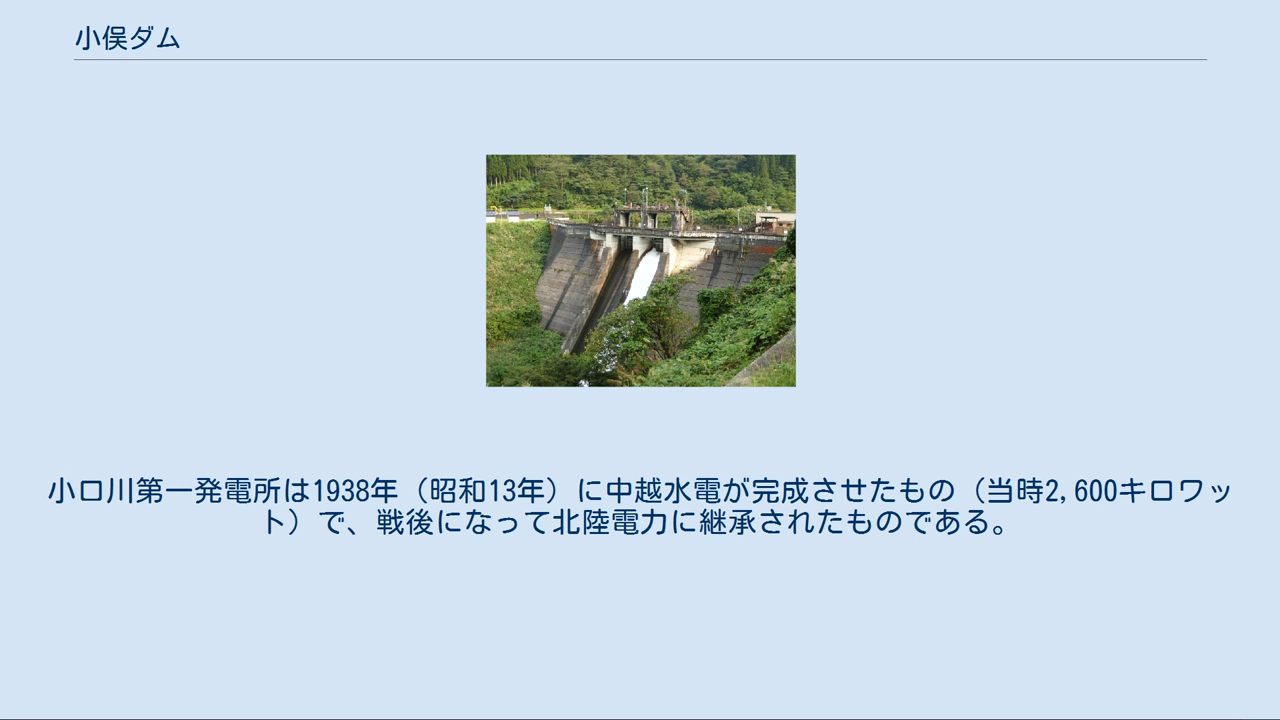 小俣ダム
小口川第一発電所は1938年（昭和13年）に中越水電が完成させたもの（当時2,600キロワッ
ト）で、戦後になって北陸電力に継承されたものである。